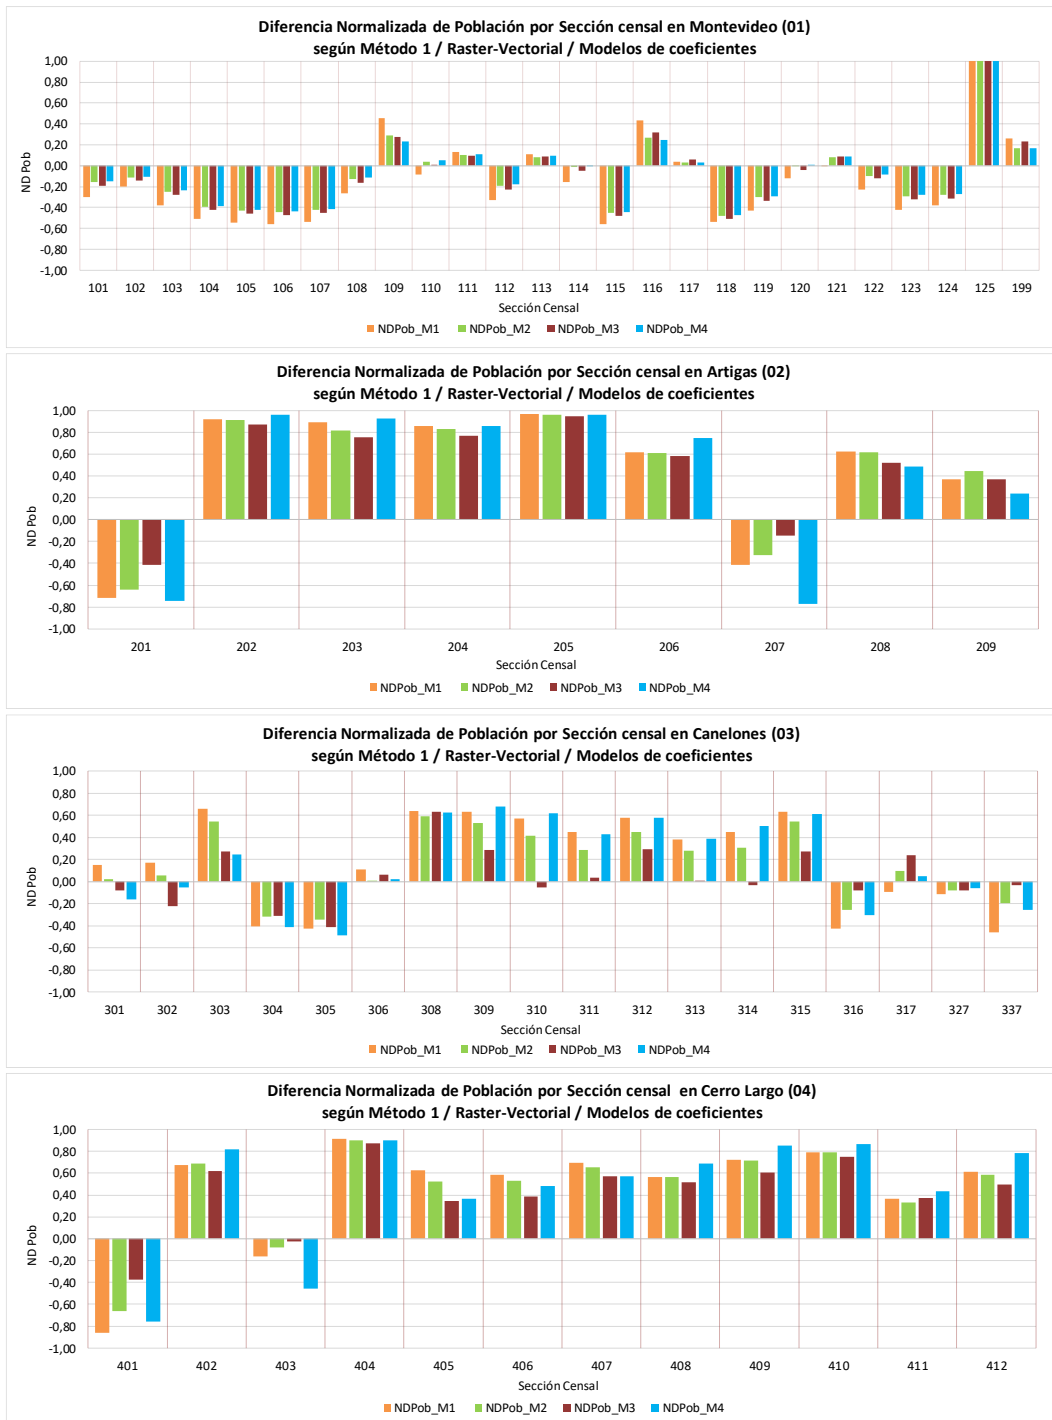 Diferencia Normalizada de Población por Sección censal en Montevideo (01)
según Método 1 / Raster-Vectorial / Modelos de coeficientes
1,00
0,80
0,60
0,40
0,20
0,00
-0,20
-0,40
-0,60
-0,80
-1,00
ND Pob
101 102 103 104 105 106 107 108 109 110 111 112 113 114 115 116 117 118 119 120 121 122 123 124 125 199
Sección Censal
NDPob_M1 NDPob_M2 NDPob_M3 NDPob_M4
Diferencia Normalizada de Población por Sección censal en Artigas (02)
según Método 1 / Raster-Vectorial / Modelos de coeficientes
1,00
0,80
0,60
0,40
0,20
0,00
-0,20
-0,40
-0,60
-0,80
-1,00
ND Pob
201 202 203 204 205 206 207 208 209
Sección Censal
NDPob_M1 NDPob_M2 NDPob_M3 NDPob_M4
Diferencia Normalizada de Población por Sección censal en Canelones (03)
según Método 1 / Raster-Vectorial / Modelos de coeficientes
1,00
0,80
0,60
0,40
0,20
0,00
-0,20
-0,40
-0,60
-0,80
-1,00
ND Pob
301 302 303 304 305 306 308 309 310 311 312 313 314 315 316 317 327 337
Sección Censal
NDPob_M1 NDPob_M2 NDPob_M3 NDPob_M4
Diferencia Normalizada de Población por Sección censal en Cerro Largo (04)
según Método 1 / Raster-Vectorial / Modelos de coeficientes
1,00
0,80
0,60
0,40
0,20
0,00
-0,20
-0,40
-0,60
-0,80
-1,00
ND Pob
401 402 403 404 405 406 407 408 409 410 411 412
Sección Censal
NDPob_M1 NDPob_M2 NDPob_M3 NDPob_M4